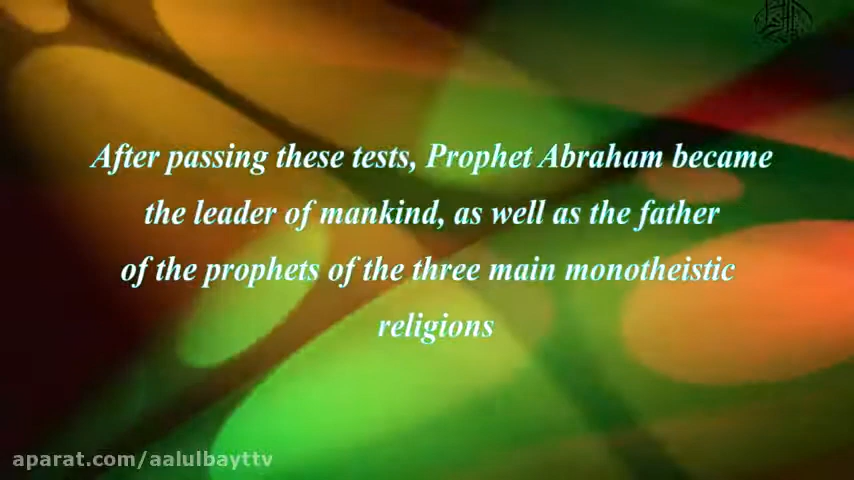 After passing these tests, Prophet Abraham became
the leader of mankind, as well as the father
of the prophets of the three main monotheistic
religions
aparat.com/aalulbayttv